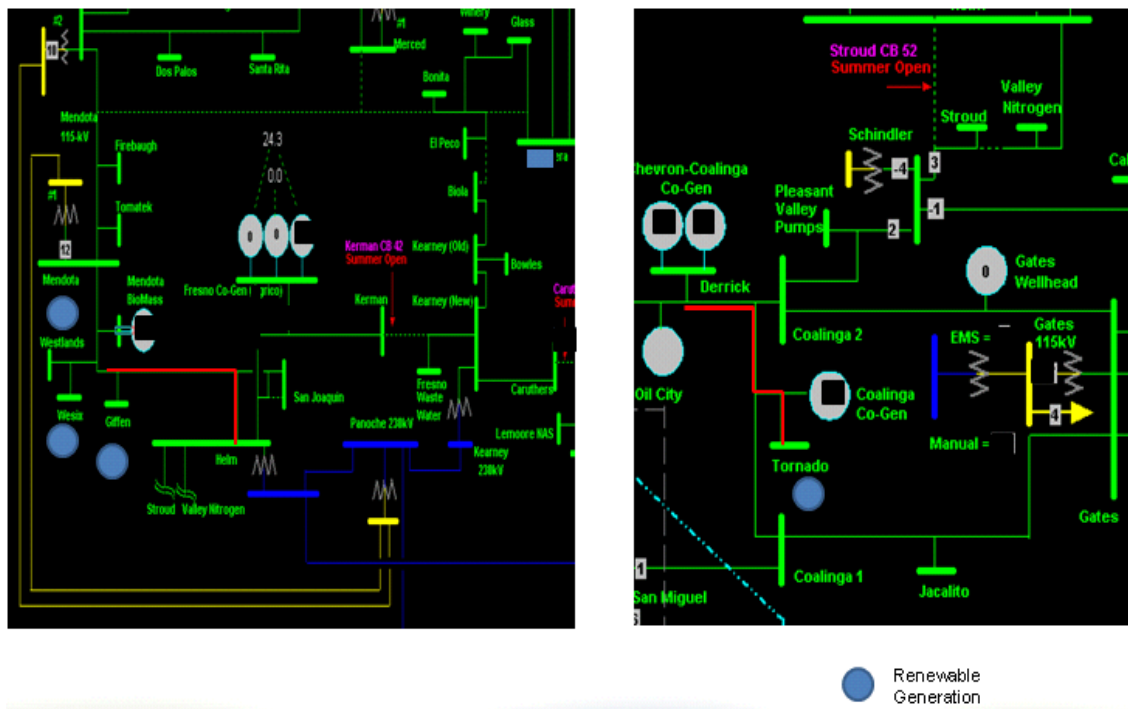 #2
10
#1
Merced
Winery
Glass
Dos Palos
Santa Rita
Bonita
Mendota
115-kV
Firebaugh
24.3
0.0
El Peco
#1
Tomatek
Biola
12
0
0
Kerman CB 42
Summer Open
Kearney (Old)
Bowles
Mendota
Mendota
BioMass
Fresno Co-Gen
Kerman
Kearney (New)
Westlands
Fresno
Waste
Water
Caruthers
San Joaquin
Wesix
Giffen
Panoche 230kV
Lemoore NAS
Helm
Kearney
230kV
Stroud
Valley Nitrogen
Stroud CB 52
Summer Open
Valley
Nitrogen
Stroud
Schindler
-4
3
Chevron-Coalinga
Co-Gen
Pleasant
Valley
Pumps
-1
2
0
Gates
Wellhead
Derrick
Coalinga 2
EMS =
Gates
115kV
Oil City
Coalinga
Co-Gen
4
Manual =
Tornado
Gates
1
Coalinga 1
San Miguel
Jacalito
Renewable
Generation